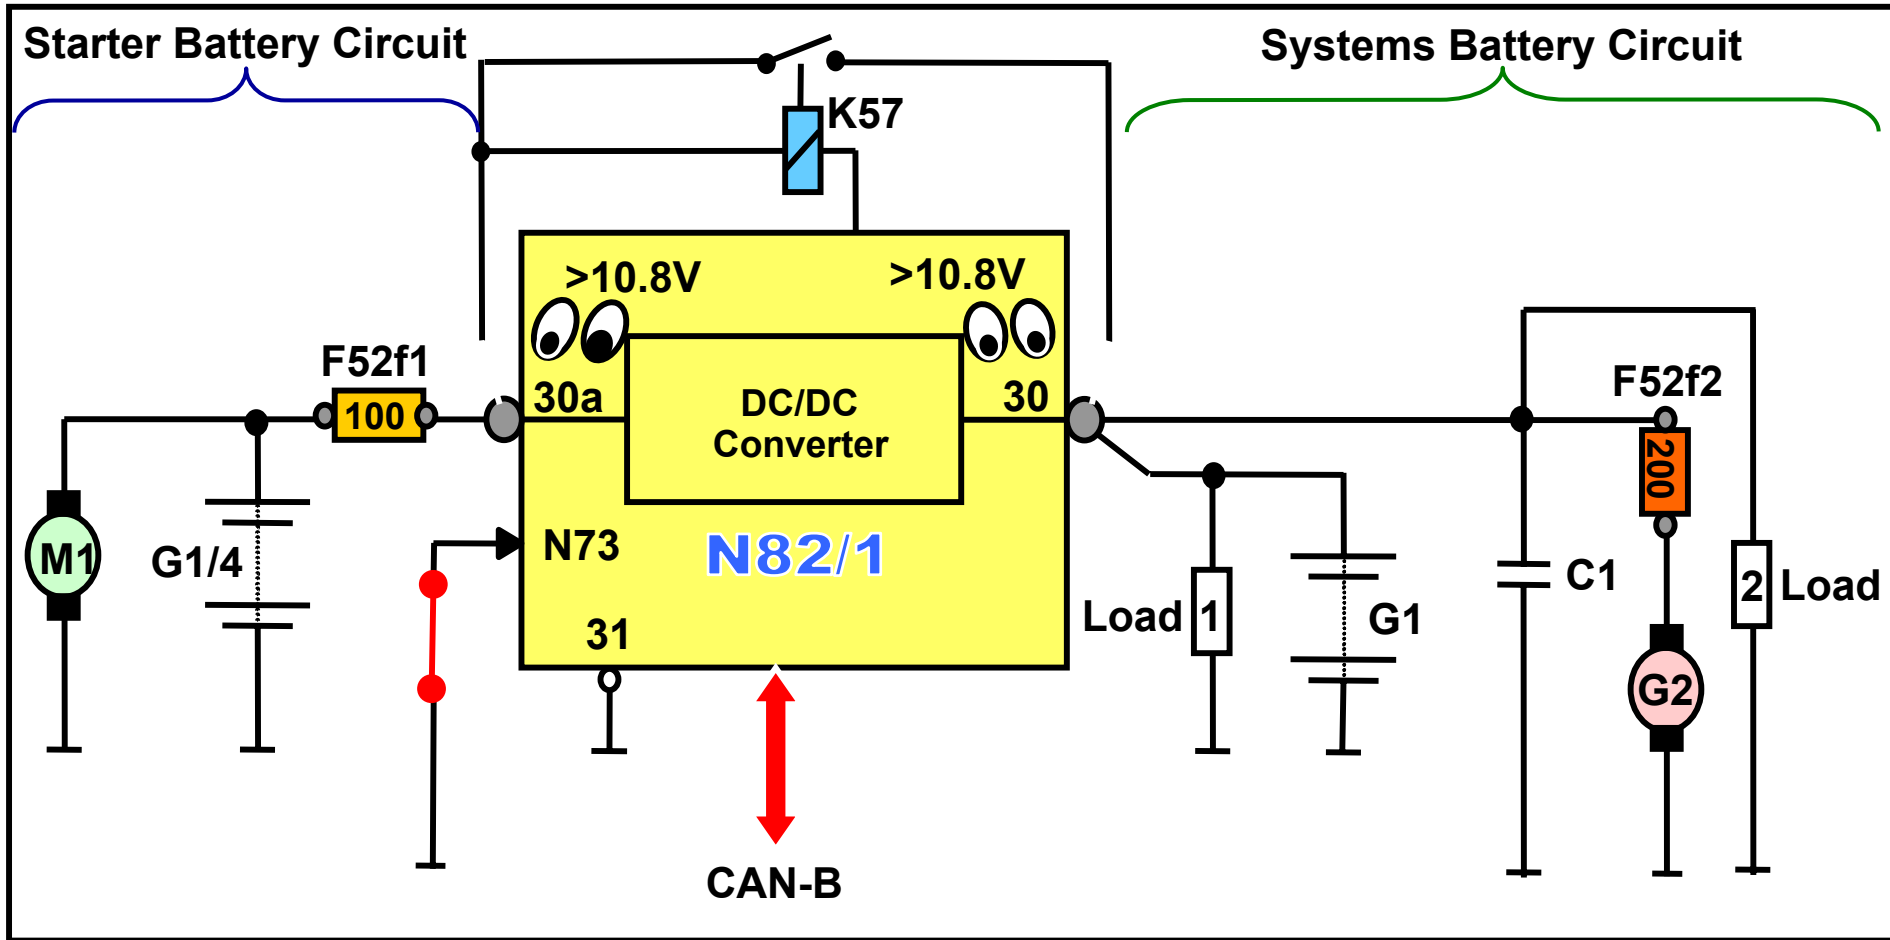 Starter Battery Circuit
Systems Battery Circuit
K57
>10.8V
>10.8V
F52f1
100
30a
DC/DC
Converter
30
F52f2
200
M1
G1/4
N73
N82/1
31
Load 1
G1
C1
2 Load
G2
CAN-B